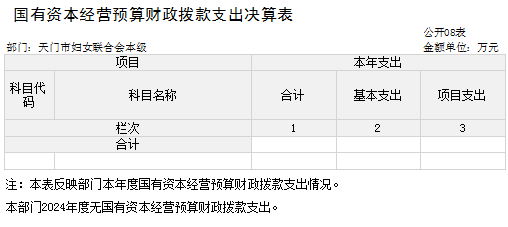 国有资本经营预算财政拨款支出决算表
公开08表
部门：天门市妇女联合会本级 金额单位：万元
项目 本年支出
科目代码 科目名称 合计 基本支出 项目支出
栏次 1 2 3
合计
注：本表反映部门本年度国有资本经营预算财政拨款支出情况。
本部门2024年度无国有资本经营预算财政拨款支出。